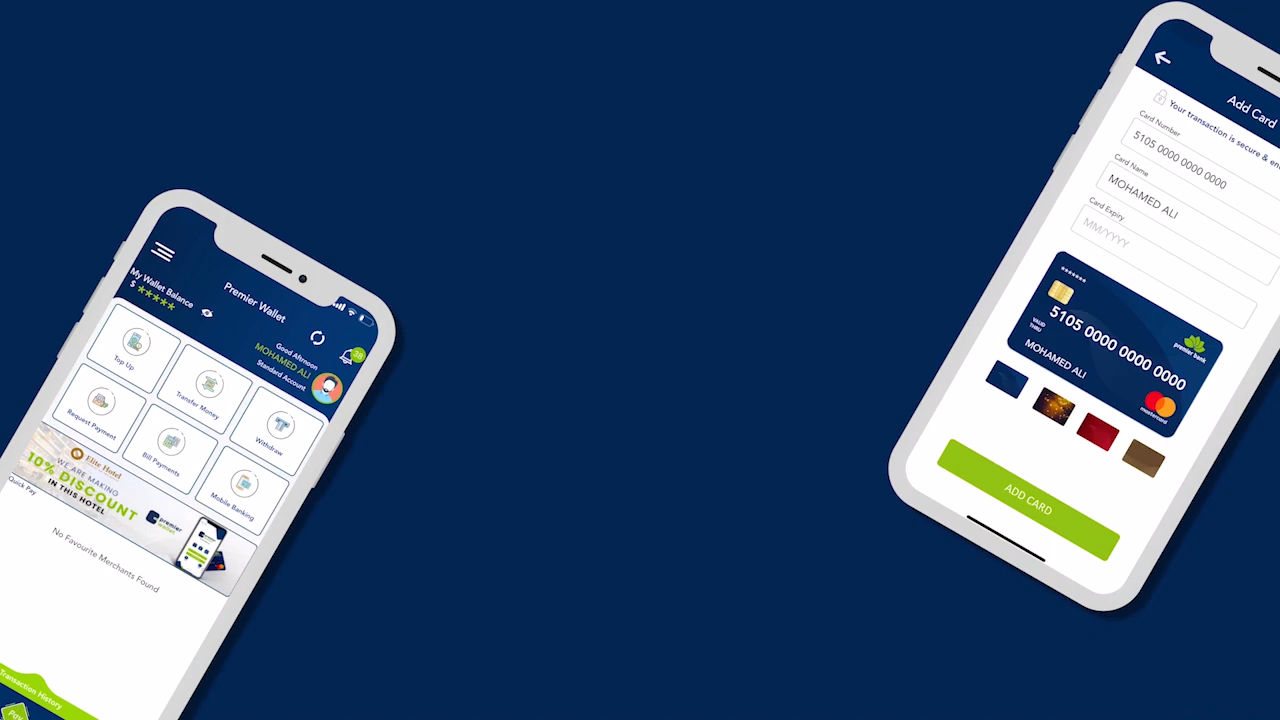 My Wallet Balance
$ *****
Premier Wallet
Good Afternoon
MOHAMED ALI
Standard Account
38
Top Up
Transfer Money
Withdraw
Request Payment
Bill Payments
Mobile Banking
Elite Hotel
WE ARE MAKING
10% DISCOUNT
IN THIS HOTEL
premier
wallet
Quick Pay
No Favourite Merchants Found
Transaction History
Pay
Add Card
Your transaction is secure &
Card Number
5105 0000 0000 0000
Card Name
MOHAMED ALI
Card Expiry
MM/YYYY
*******
5105 0000 0000 0000
VALID
THRU
MOHAMED ALI
premier bank
mastercard
ADD CARD